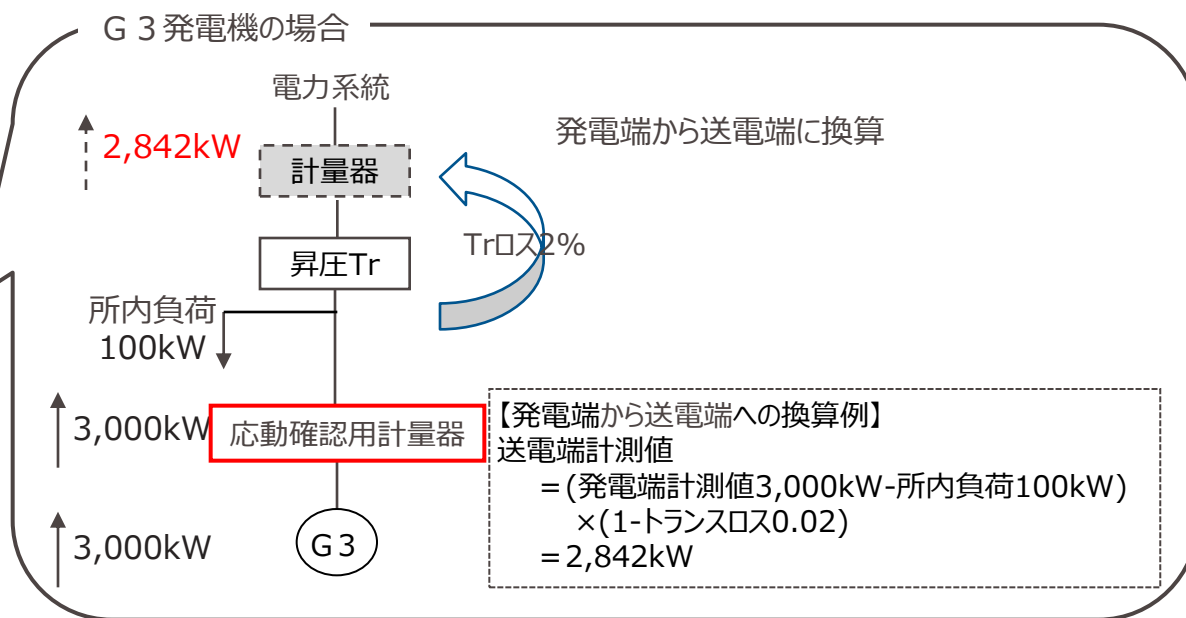 G３発電機の場合
電力系統
2,842kW
計量器
発電端から送電端に換算
Trロス2%
昇圧Tr
所内負荷
100kW
3,000kW
応動確認用計量器
3,000kW
G３
【発電端から送電端への換算例】
送電端計測値
＝(発電端計測値3,000kW-所内負荷100kW)
×(1-トランスロス0.02)
＝2,842kW